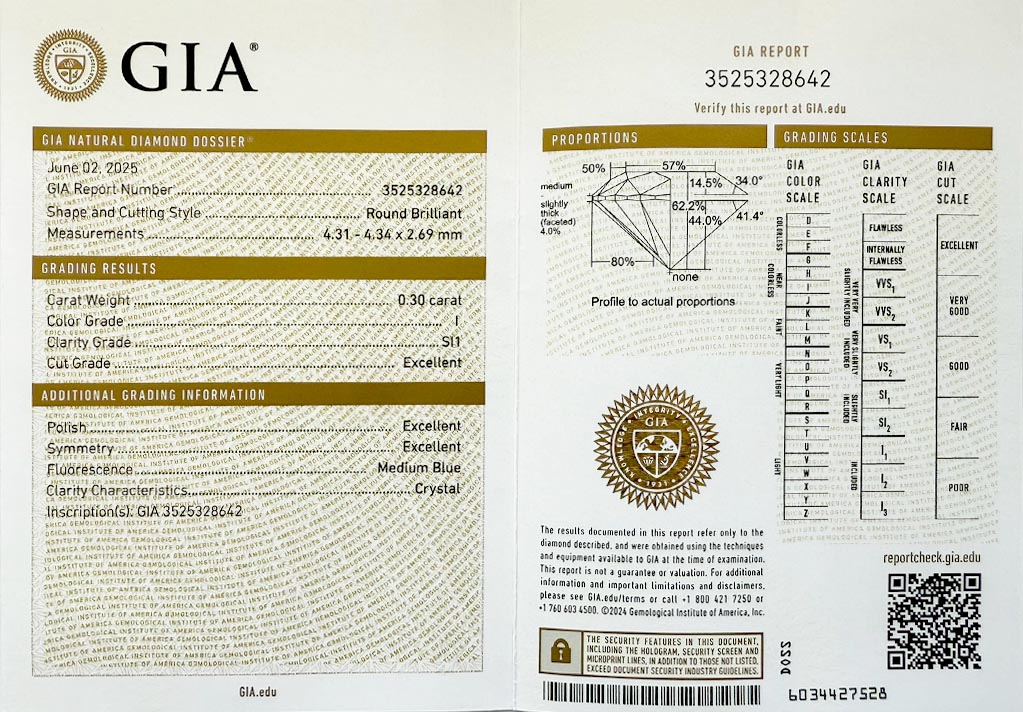 GIA®
GIA NATURAL DIAMOND DOSSIER®
June 02, 2025
GIA Report Number 3525328642
Shape and Cutting Style Round Brilliant
Measurements 4.31 - 4.34 x 2.69 mm
GRADING RESULTS
Carat Weight 0.30 carat
Color Grade I
Clarity Grade SI1
Cut Grade Excellent
ADDITIONAL GRADING INFORMATION
Polish Excellent
Symmetry Excellent
Fluorescence Medium Blue
Clarity Characteristics Crystal
Inscription(s): GIA 3525328642
GIA.edu
GIA REPORT
3525328642
Verify this report at GIA.edu
PROPORTIONS
50%
57%
medium
14.5%
34.0°
slightly
thick
(faceted)
4.0%
62.2%
44.0%
41.4°
80%
none
Profile to actual proportions
KNOWLEDGE INTEGRITY EXCELLENCE
GIA
1931
The results documented in this report refer only to the
diamond described, and were obtained using the techniques
and equipment available to GIA at the time of examination.
This report is not a guarantee or valuation. For additional
information and important limitations and disclaimers,
please see GIA.edu/terms or call +1 800 421 7250 or
+1 760 603 4500. ©2024 Gemological Institute of America, Inc.
THE SECURITY FEATURES IN THIS DOCUMENT,
INCLUDING THE HOLOGRAM, SECURITY SCREEN AND
MICROPRINT LINES, IN ADDITION TO THOSE NOT LISTED,
EXCEED DOCUMENT SECURITY INDUSTRY GUIDELINES.
GRADING SCALES
GIA
COLOR
SCALE
COLORLESS
D
E
F
NEAR
COLORLESS
G
H
I
J
FAINT
K
L
M
VERY LIGHT
N
O
P
Q
R
LIGHT
S
T
U
V
W
X
Y
Z
GIA
CLARITY
SCALE
FLAWLESS
INTERNALLY
FLAWLESS
VERY VERY
SLIGHTLY INCLUDED
VVS1
VVS2
VERY SLIGHTLY
INCLUDED
VS1
VS2
SLIGHTLY
INCLUDED
SI1
SI2
INCLUDED
I1
I2
I3
GIA
CUT
SCALE
EXCELLENT
VERY
GOOD
GOOD
FAIR
POOR
reportcheck.gia.edu
6034427528